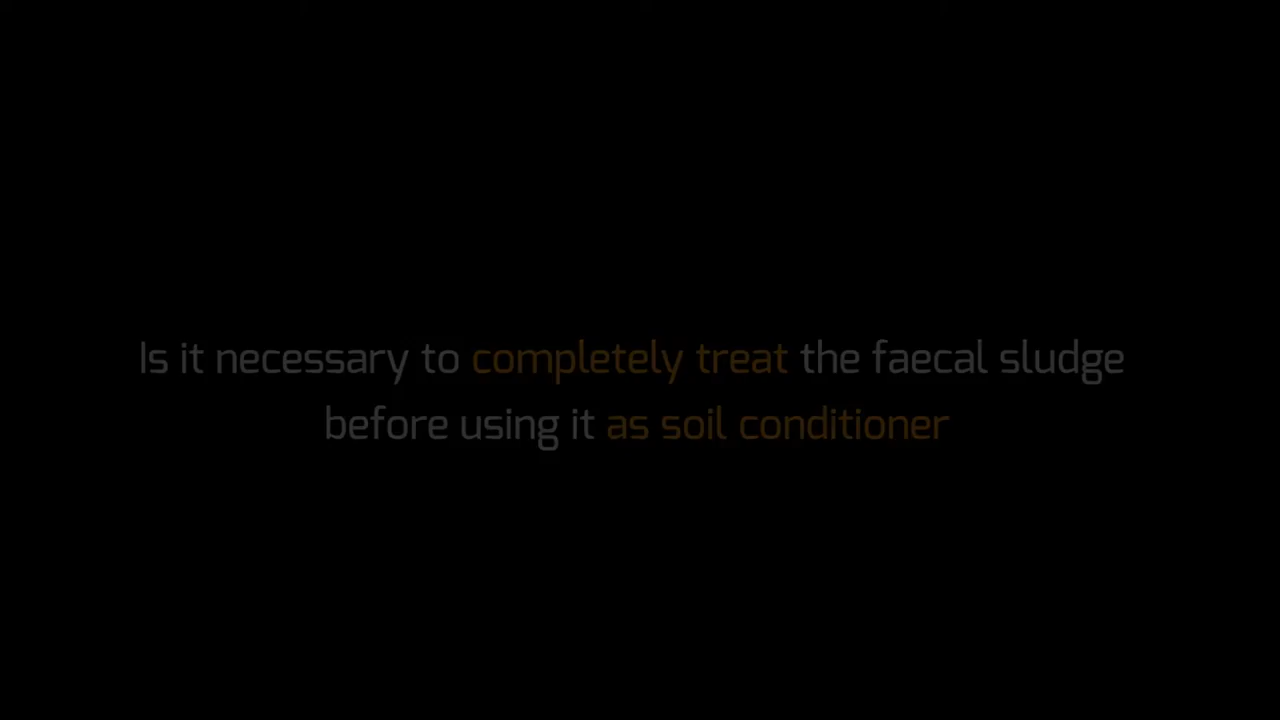 Is it necessary to completely treat the faecal sludge
before using it as soil conditioner